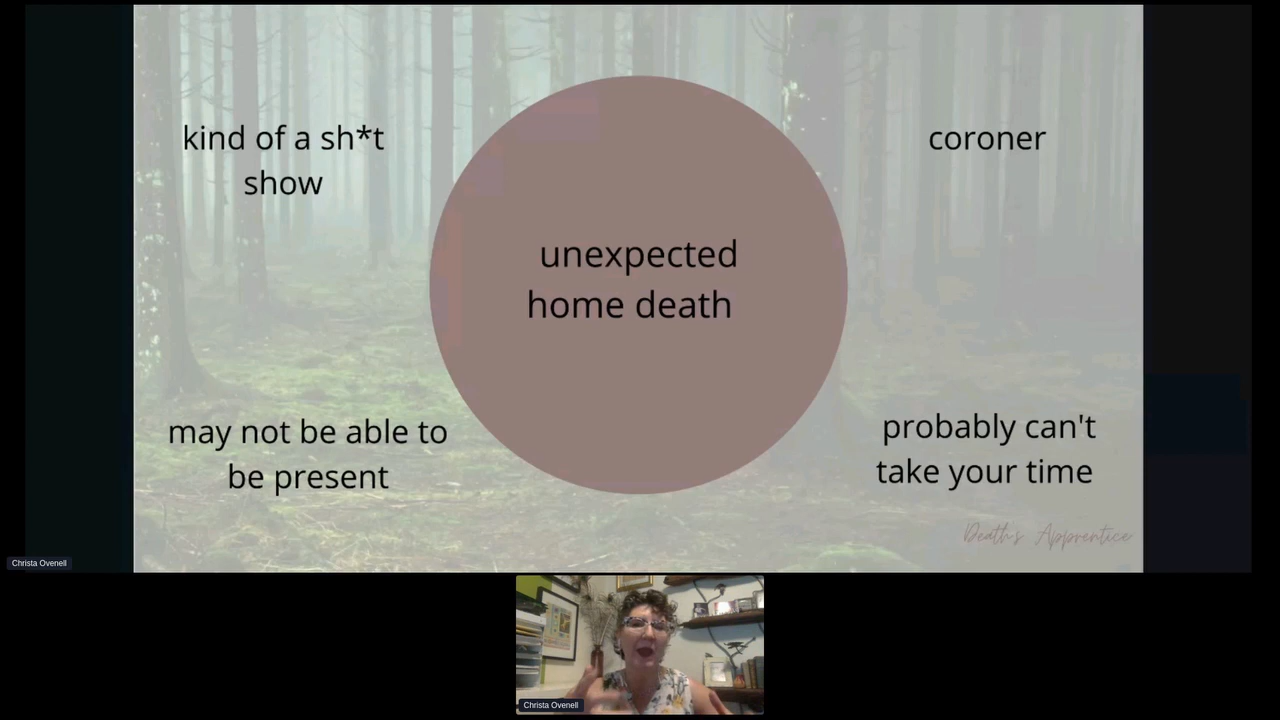 kind of a sh*t
show
coroner
unexpected
home death
may not be able to
be present
probably can't
take your time
Death's Apprentice
Christa Ovenell
Christa Ovenell